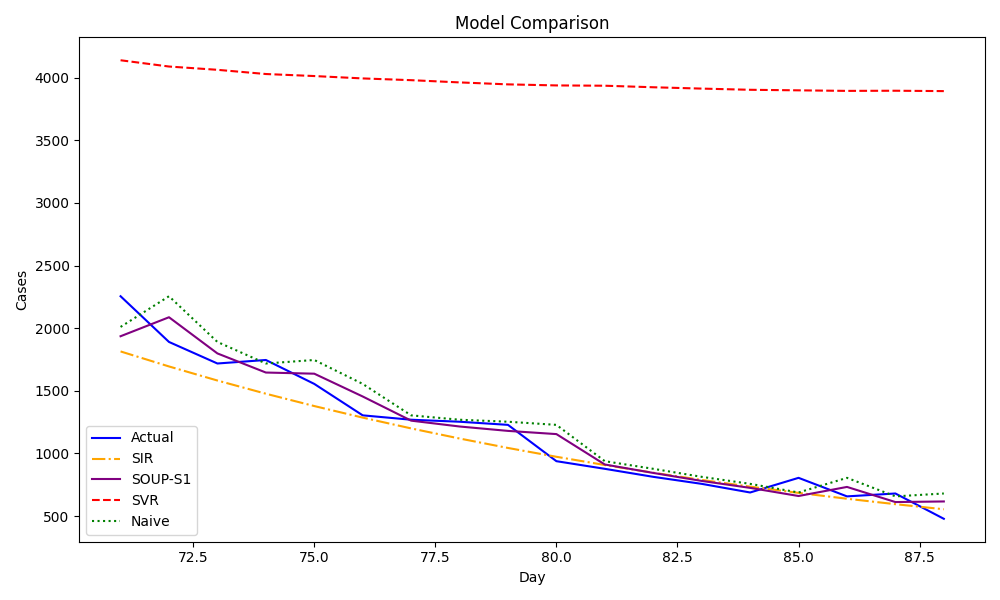 Model Comparison
Cases
4000
3500
3000
2500
2000
1500
1000
500
Actual
SIR
SOUP-S1
SVR
Naive
72.5 75.0 77.5 80.0 82.5 85.0 87.5
Day